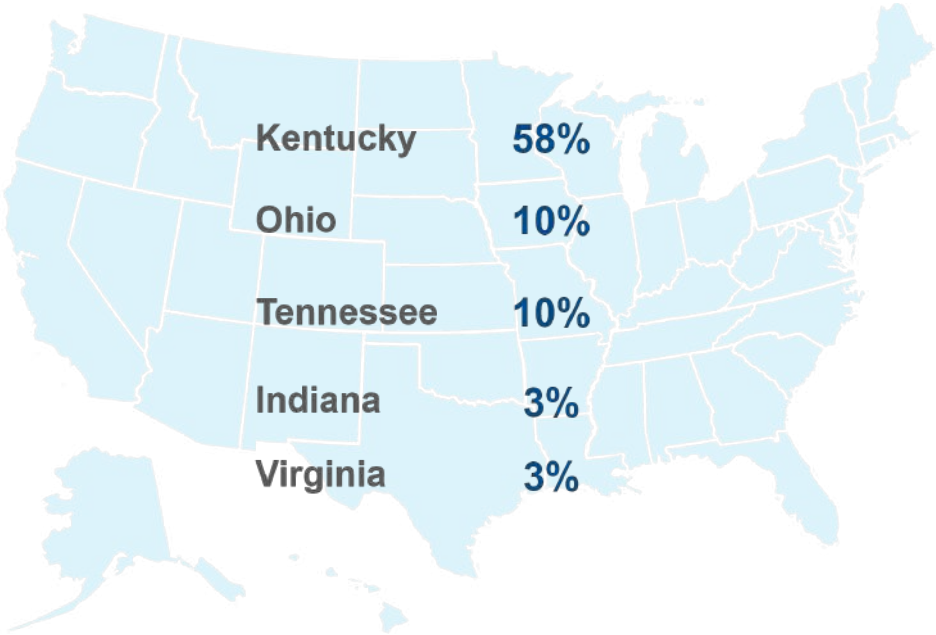 Kentucky 58%
Ohio 10%
Tennessee 10%
Indiana 3%
Virginia 3%